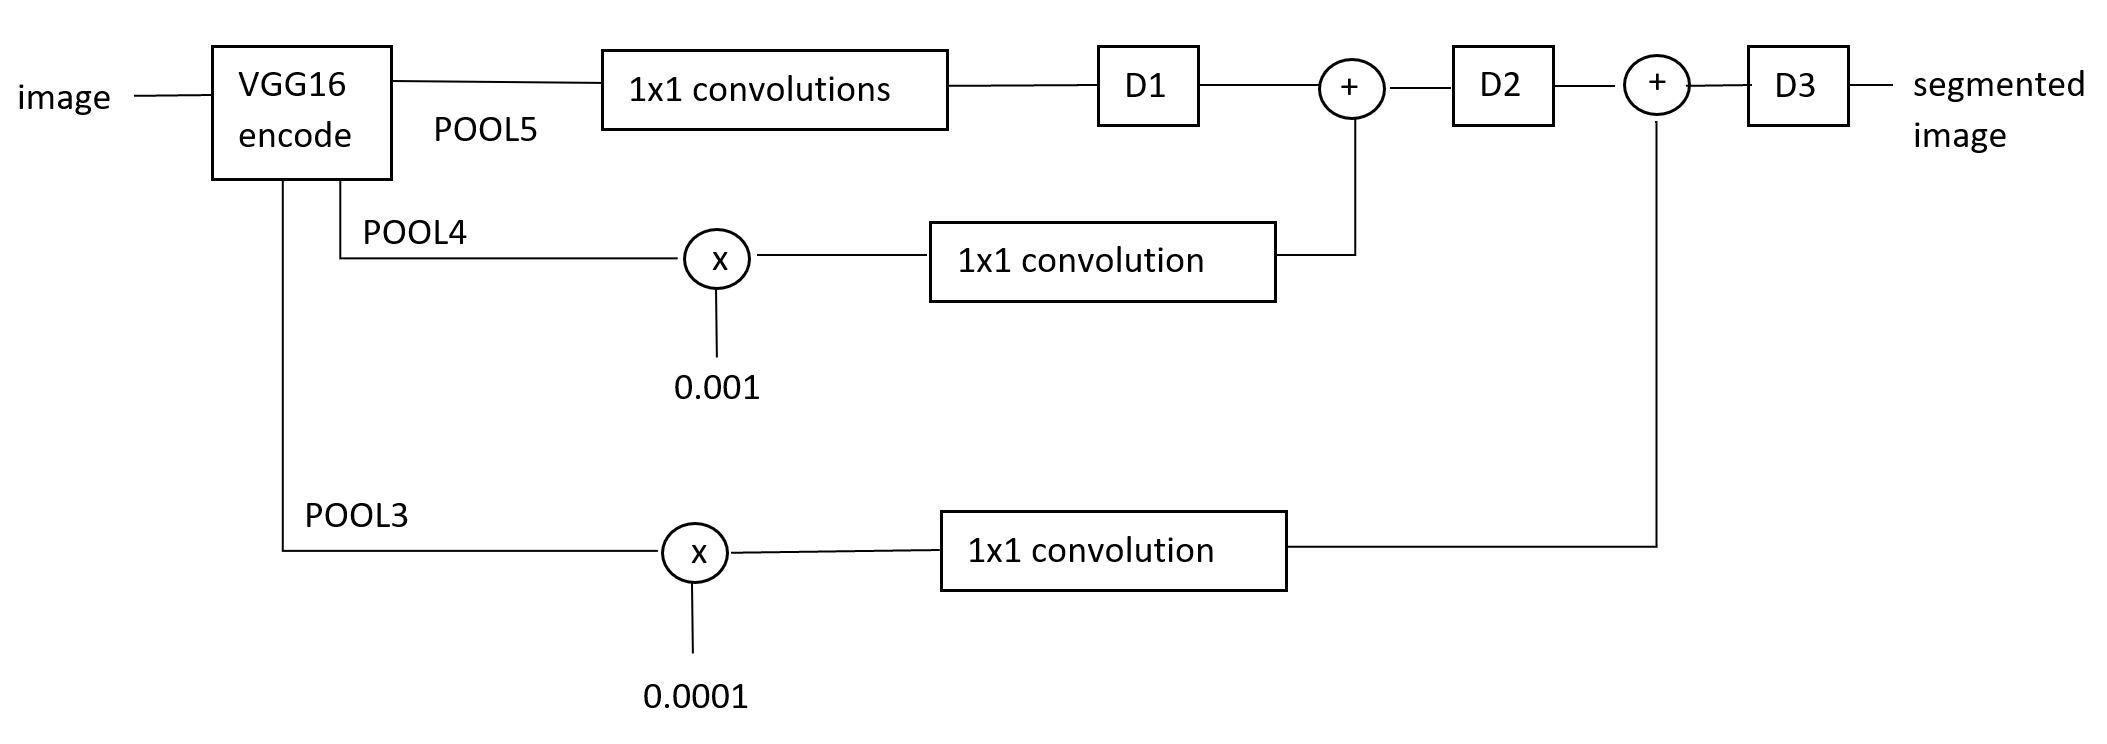 image
VGG16
encode
POOL5
1x1 convolutions
D1
+
D2
+
D3
segmented
image
POOL4
x
1x1 convolution
0.001
POOL3
x
1x1 convolution
0.0001